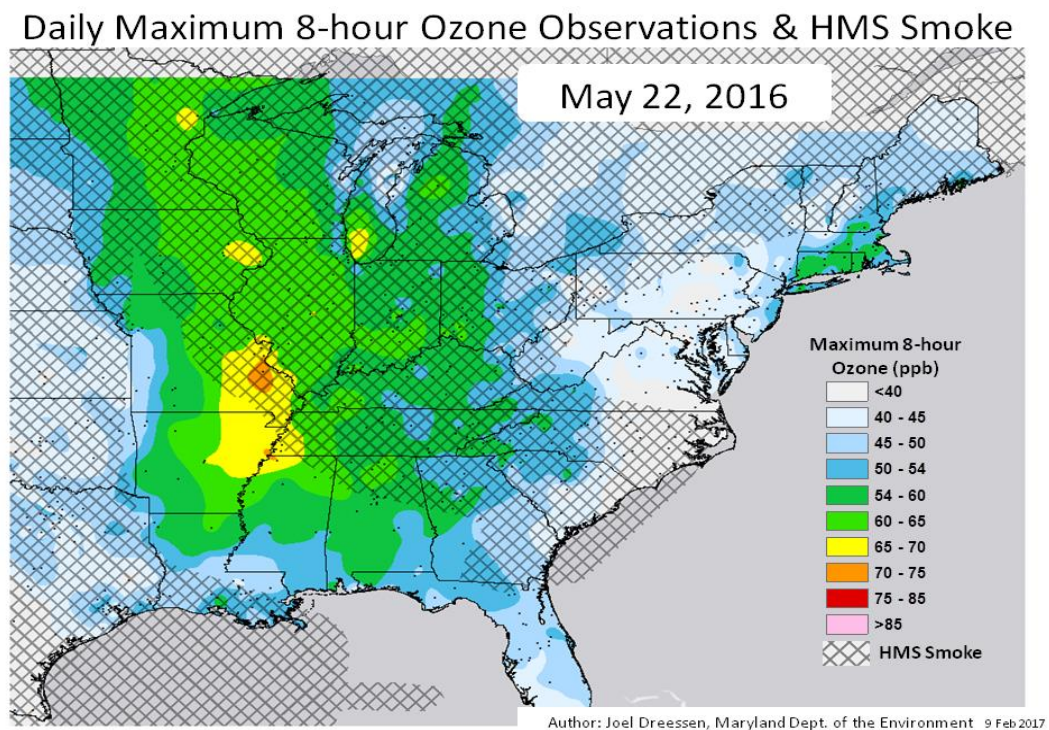 Daily Maximum 8-hour Ozone Observations & HMS Smoke
May 22, 2016
Maximum 8-hour
Ozone (ppb)
<40
40 - 45
45 - 50
50 - 54
54 - 60
60 - 65
65 - 70
70 - 75
75 - 85
>85
HMS Smoke
Author: Joel Dreessen, Maryland Dept. of the Environment 9 Feb 2017